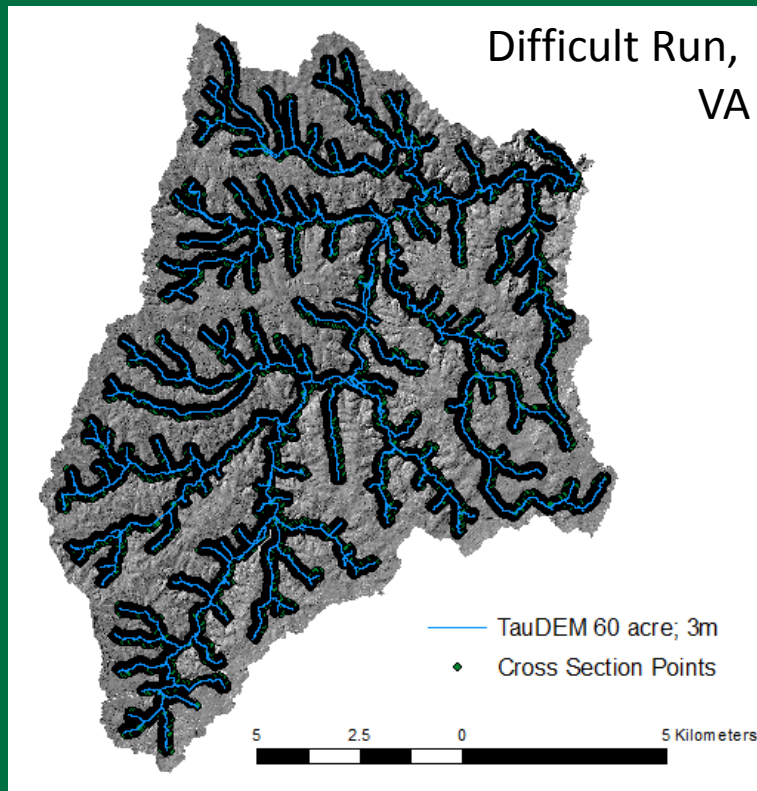 Difficult Run,
VA
TauDEM 60 acre; 3m
Cross Section Points
5 2.5 0 5 Kilometers